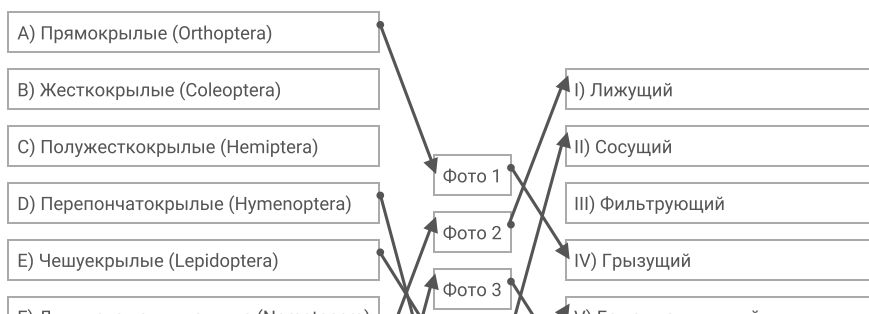 A) Прямокрылые (Orthoptera)
B) Жесткокрылые (Coleoptera)
C) Полужесткокрылые (Hemiptera)
D) Перепончатокрылые (Hymenoptera)
E) Чешуекрылые (Lepidoptera)
Фото 1
Фото 2
Фото 3
I) Лижущий
II) Сосущий
III) Фильтрующий
IV) Грызущий